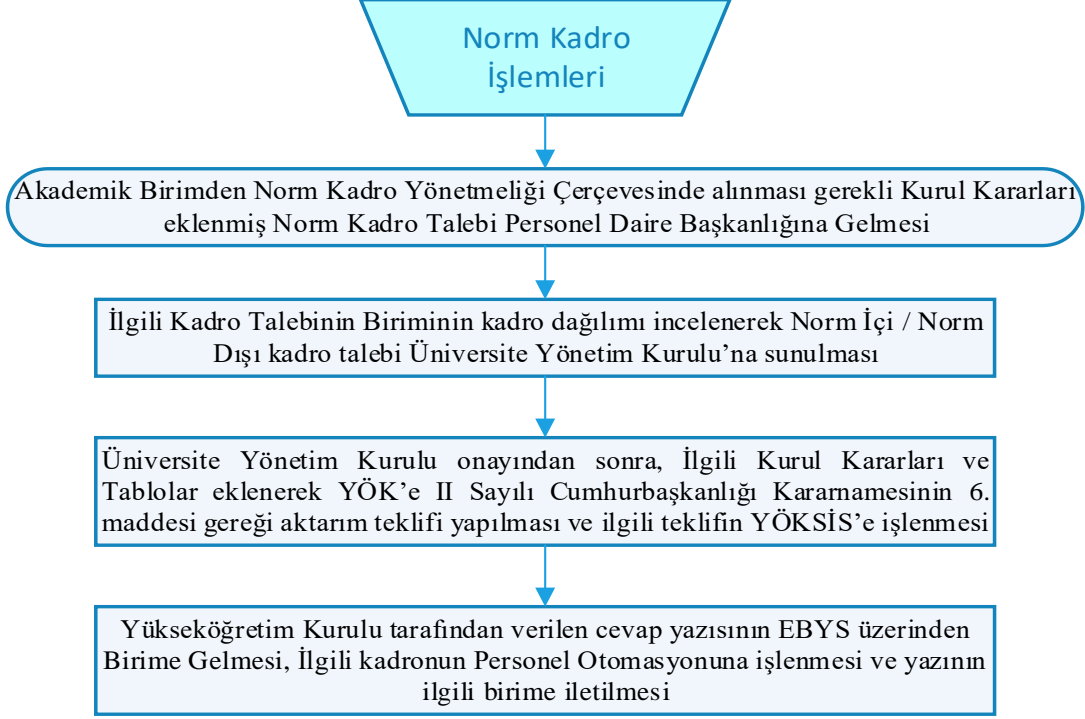 Norm Kadro
İşlemleri
Akademik Birimden Norm Kadro Yönetmeliği Çerçevesinde alınması gerekli Kurul Kararları
eklenmiş Norm Kadro Talebi Personel Daire Başkanlığına Gelmesi
İlgili Kadro Talebinin Biriminin kadro dağılımı incelenerek Norm İçi / Norm
Dışı kadro talebi Üniversite Yönetim Kurulu’na sunulması
Üniversite Yönetim Kurulu onayından sonra, İlgili Kurul Kararları ve
Tablolar eklenerek YÖK’e II Sayılı Cumhurbaşkanlığı Kararnamesinin 6.
maddesi gereği aktarım teklifi yapılması ve ilgili teklifin YÖKSİS’e işlenmesi
Yükseköğretim Kurulu tarafından verilen cevap yazısının EBYS üzerinden
Birime Gelmesi, İlgili kadronun Personel Otomasyonuna işlenmesi ve yazının
ilgili birime iletilmesi